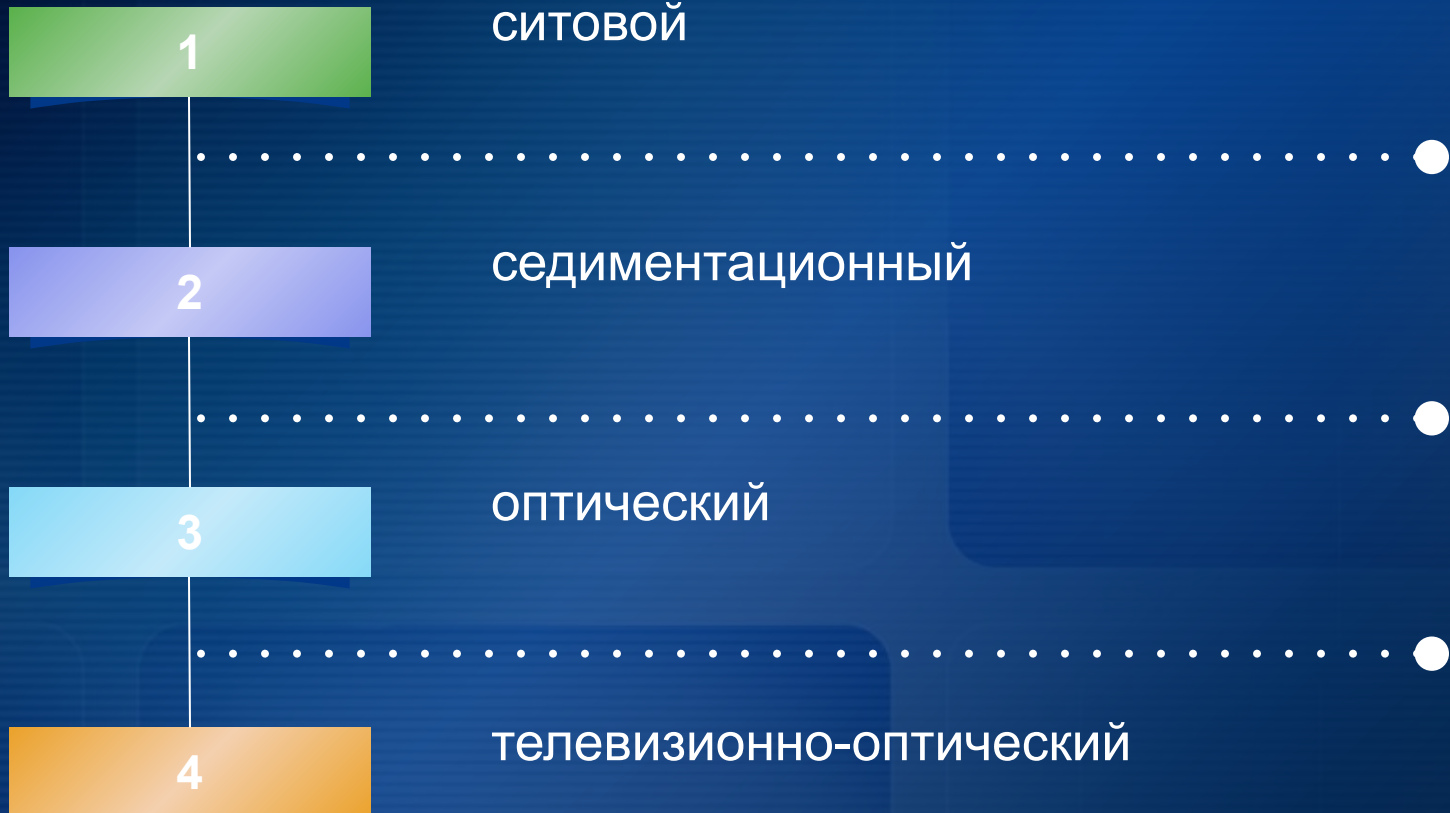 1
ситовой
2
седиментационный
3
оптический
4
телевизионно-оптический